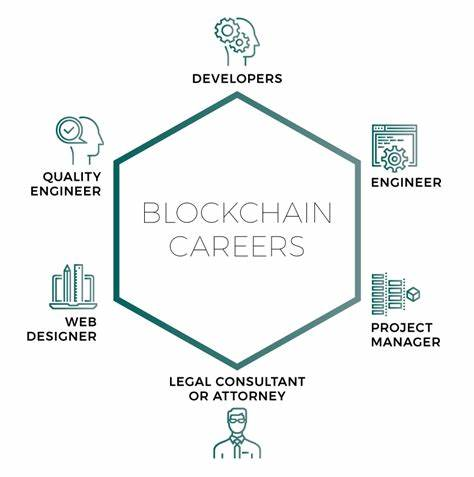 DEVELOPERS
QUALITY
ENGINEER
ENGINEER
BLOCKCHAIN
CAREERS
WEB
DESIGNER
PROJECT
MANAGER
LEGAL CONSULTANT
OR ATTORNEY